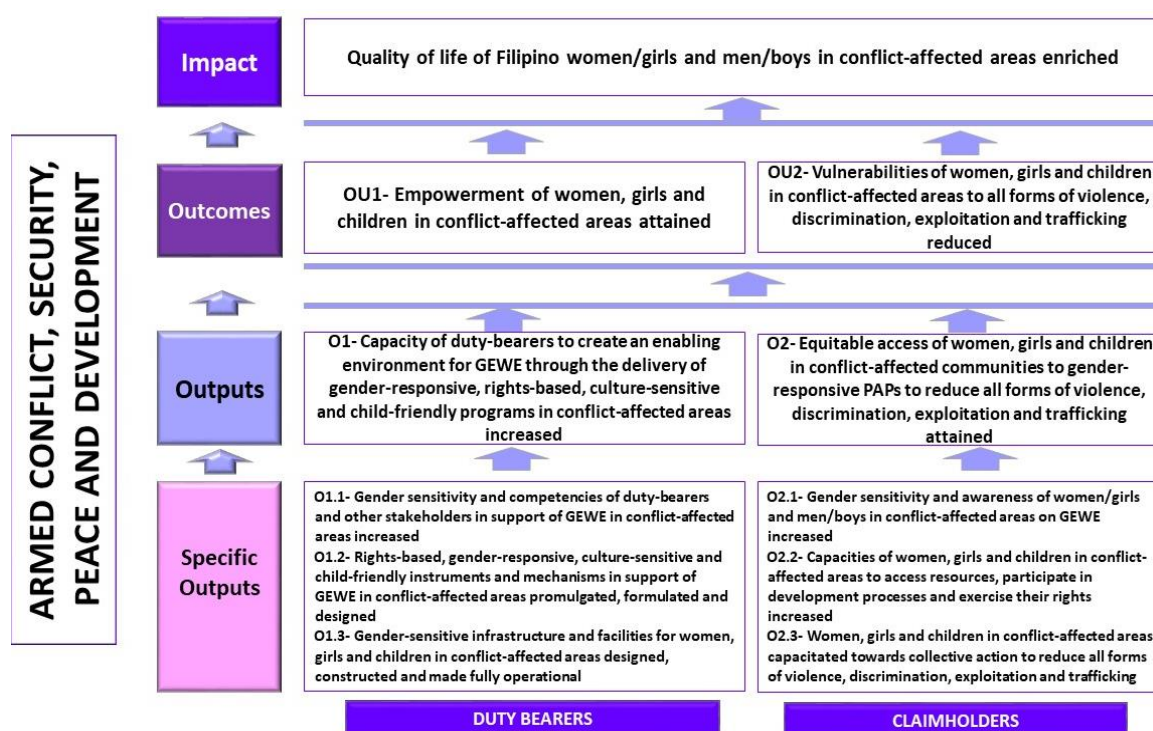 ARMED CONFLICT, SECURITY,
PEACE AND DEVELOPMENT
Impact
Quality of life of Filipino women/girls and men/boys in conflict-affected areas enriched
Outcomes
OU1- Empowerment of women, girls and
children in conflict-affected areas attained
OU2- Vulnerabilities of women, girls and children
in conflict-affected areas to all forms of violence,
discrimination, exploitation and trafficking
reduced
Outputs
O1- Capacity of duty-bearers to create an enabling
environment for GEWE through the delivery of
gender-responsive, rights-based, culture-sensitive
and child-friendly programs in conflict-affected areas
increased
O2- Equitable access of women, girls and children
in conflict-affected communities to gender-
responsive PAPs to reduce all forms of violence,
discrimination, exploitation and trafficking
attained
Specific
Outputs
O1.1- Gender sensitivity and competencies of duty-bearers
and other stakeholders in support of GEWE in conflict-affected
areas increased
O1.2- Rights-based, gender-responsive, culture-sensitive and
child-friendly instruments and mechanisms in support of
GEWE in conflict-affected areas promulgated, formulated and
designed
O1.3- Gender-sensitive infrastructure and facilities for women,
girls and children in conflict-affected areas designed,
constructed and made fully operational
O2.1- Gender sensitivity and awareness of women/girls
and men/boys in conflict-affected areas on GEWE
increased
O2.2- Capacities of women, girls and children in conflict-
affected areas to access resources, participate in
development processes and exercise their rights
increased
O2.3- Women, girls and children in conflict-affected areas
capacitated towards collective action to reduce all forms
of violence, discrimination, exploitation and trafficking
DUTY BEARERS
CLAIMHOLDERS